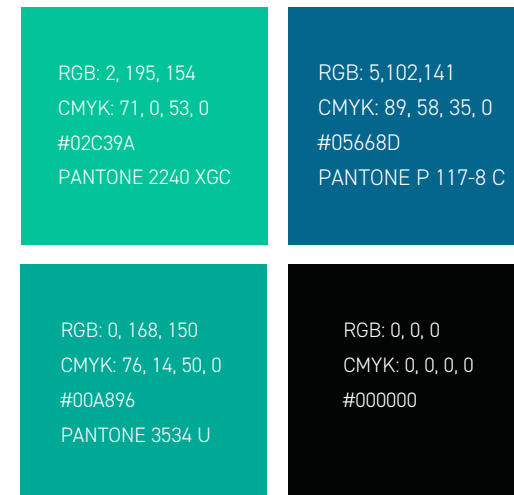 RGB: 2, 195, 154
CMYK: 71, 0, 53, 0
#02C39A
PANTONE 2240 XGC
RGB: 5,102,141
CMYK: 89, 58, 35, 0
#05668D
PANTONE P 117-8 C
RGB: 0, 168, 150
CMYK: 76, 14, 50, 0
#00A896
PANTONE 3534 U
RGB: 0, 0, 0
CMYK: 0, 0, 0, 0
#000000